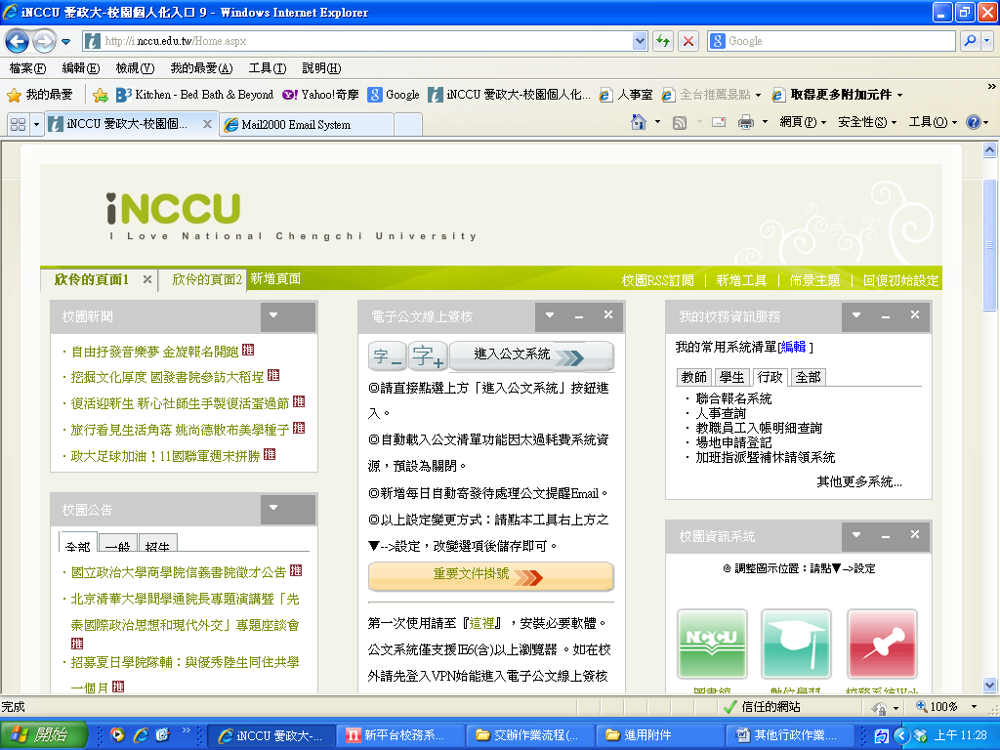 iNCCU 愛政大-校園個人化入口 9 - Windows Internet Explorer
http://i.nccu.edu.tw/Home.aspx
Google
檔案(F) 編輯(E) 檢視(V) 我的最愛(A) 工具(T) 說明(H)
我的最愛 Kitchen - Bed Bath & Beyond Yahoo!奇摩 Google iNCCU 愛政大-校園個人化... 人事室 全台推薦景點 取得更多附加元件
iNCCU 愛政大-校園個... Mail2000 Email System
網頁(P) 安全性(S) 工具(O)
iNCCU
I Love National Chengchi University
欣伶的頁面1 欣伶的頁面2 新增頁面
校園RSS訂閱 | 新增工具 | 佈景主題 | 回復初始設定
校園新聞
・自由抒發音樂夢 金旋報名開跑 推
・挖掘文化厚度 國發書院參訪大稻埕 推
・復活迎新生 新心社師生手製復活蛋過節 推
・旅行看見生活角落 姚尚德散布美學種子 推
・政大足球加油！11國聯軍週末拼勝 推
校園公告
全部 一般 招生
・國立政治大學商學院信義書院徵才公告 推
・北京清華大學閻學通院長專題演講暨「先
秦國際政治思想和現代外交」專題座談會
推
・招募夏日學院隊輔：與優秀陸生同住共學
一個月 推
電子公文線上簽核
字- 字+ 進入公文系統
◎請直接點選上方「進入公文系統」按鈕進
入。
◎自動載入公文清單功能因太過耗費系統資
源，預設為關閉。
◎新增每日自動寄發待處理公文提醒Email。
◎以上設定變更方式：請點本工具右上方之
▼-->設定，改變選項後儲存即可。
重要文件掛號
第一次使用請至『這裡』，安裝必要軟體。
公文系統僅支援IE6(含)以上瀏覽器。如在校
外請先登入VPN始能進入電子公文線上簽核
我的校務資訊服務
我的常用系統清單[編輯 ]
教師 學生 行政 全部
・聯合報名系統
・人事查詢
・教職員工入帳明細查詢
・場地申請登記
・加班指派暨補休請領系統
其他更多系統...
校園資訊系統
◎ 調整圖示位置：請點▼-->設定
NCCU
圖書館 數位學習 校務系統Web
完成
信任的網站
100%
開始
iNCCU 愛政大-... 新平台校務系... 交辦作業流程(... 進用附件 其他行政作業....
上午 11:28